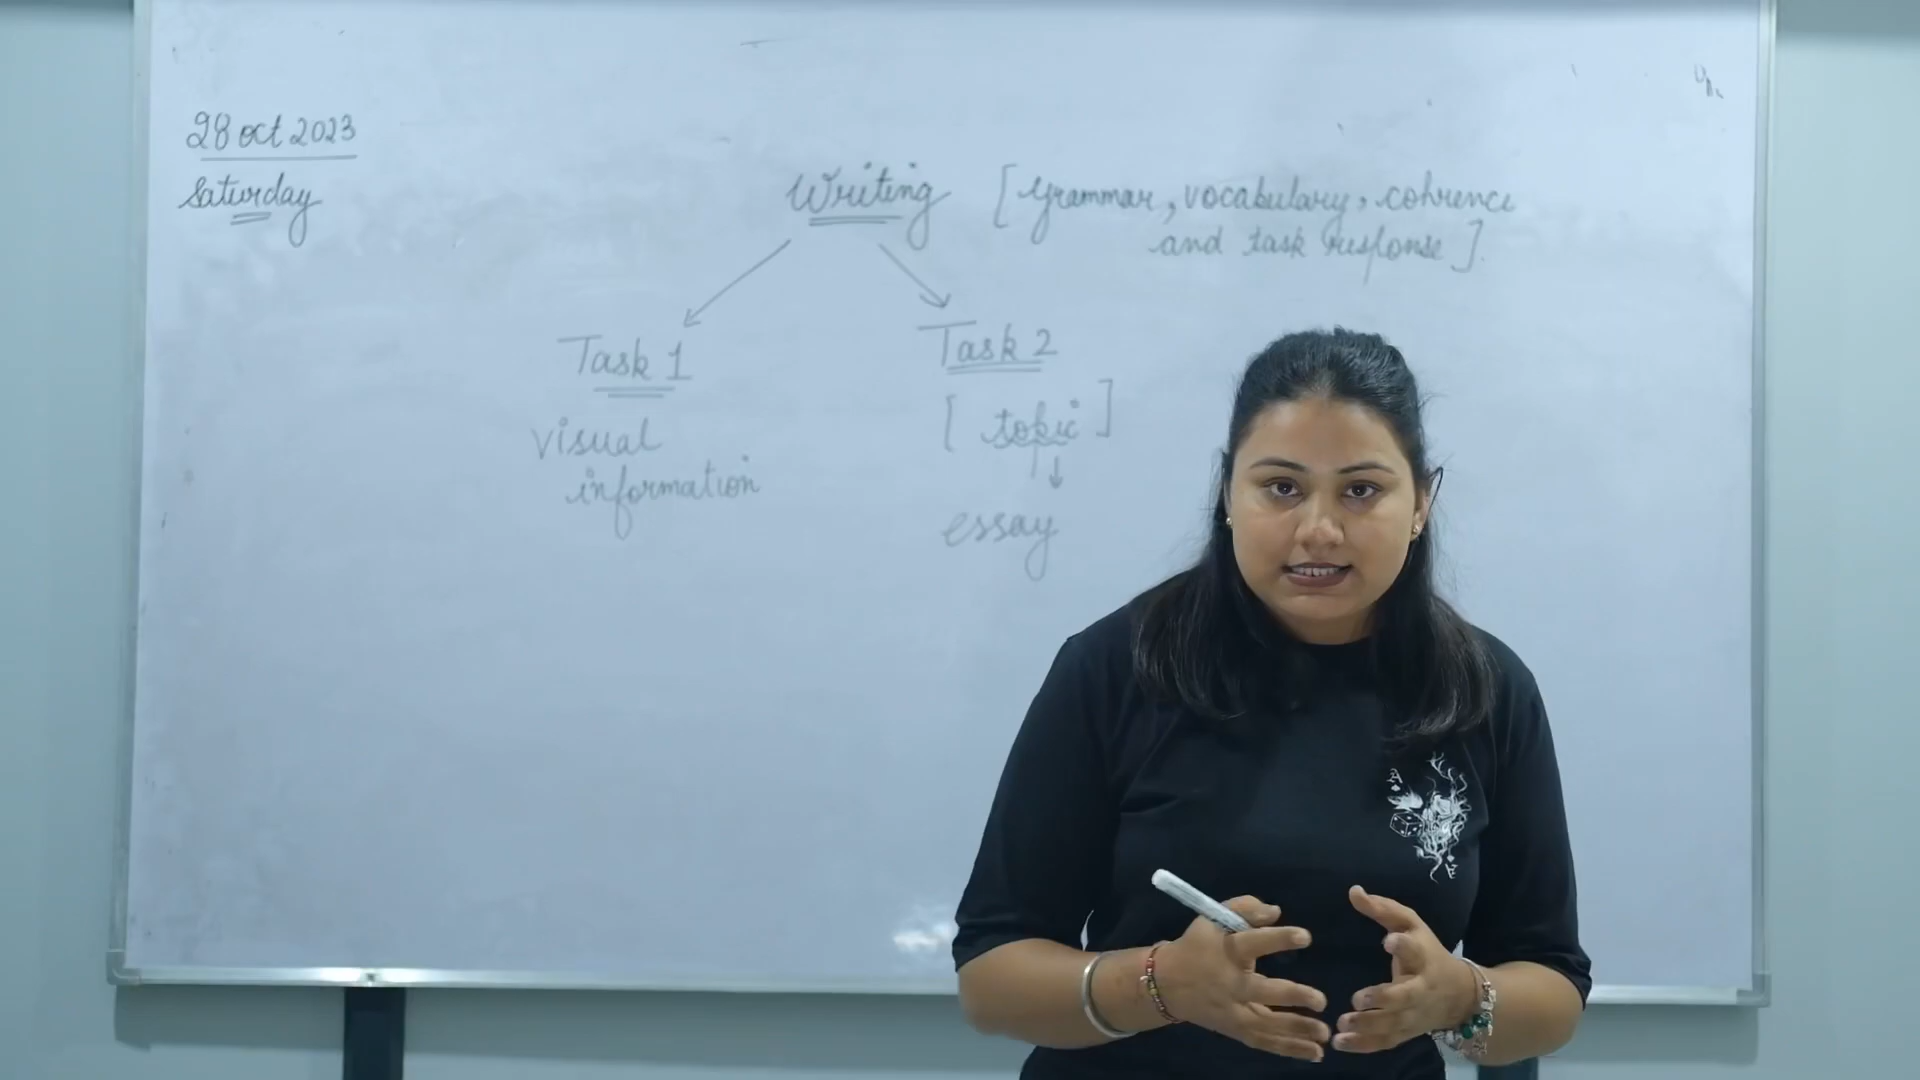 28 oct 2023
Saturday
Writing [Grammar, vocabulary, cohrence
and task response].
Task 1
Task 2
visual
information
[topic]
essay